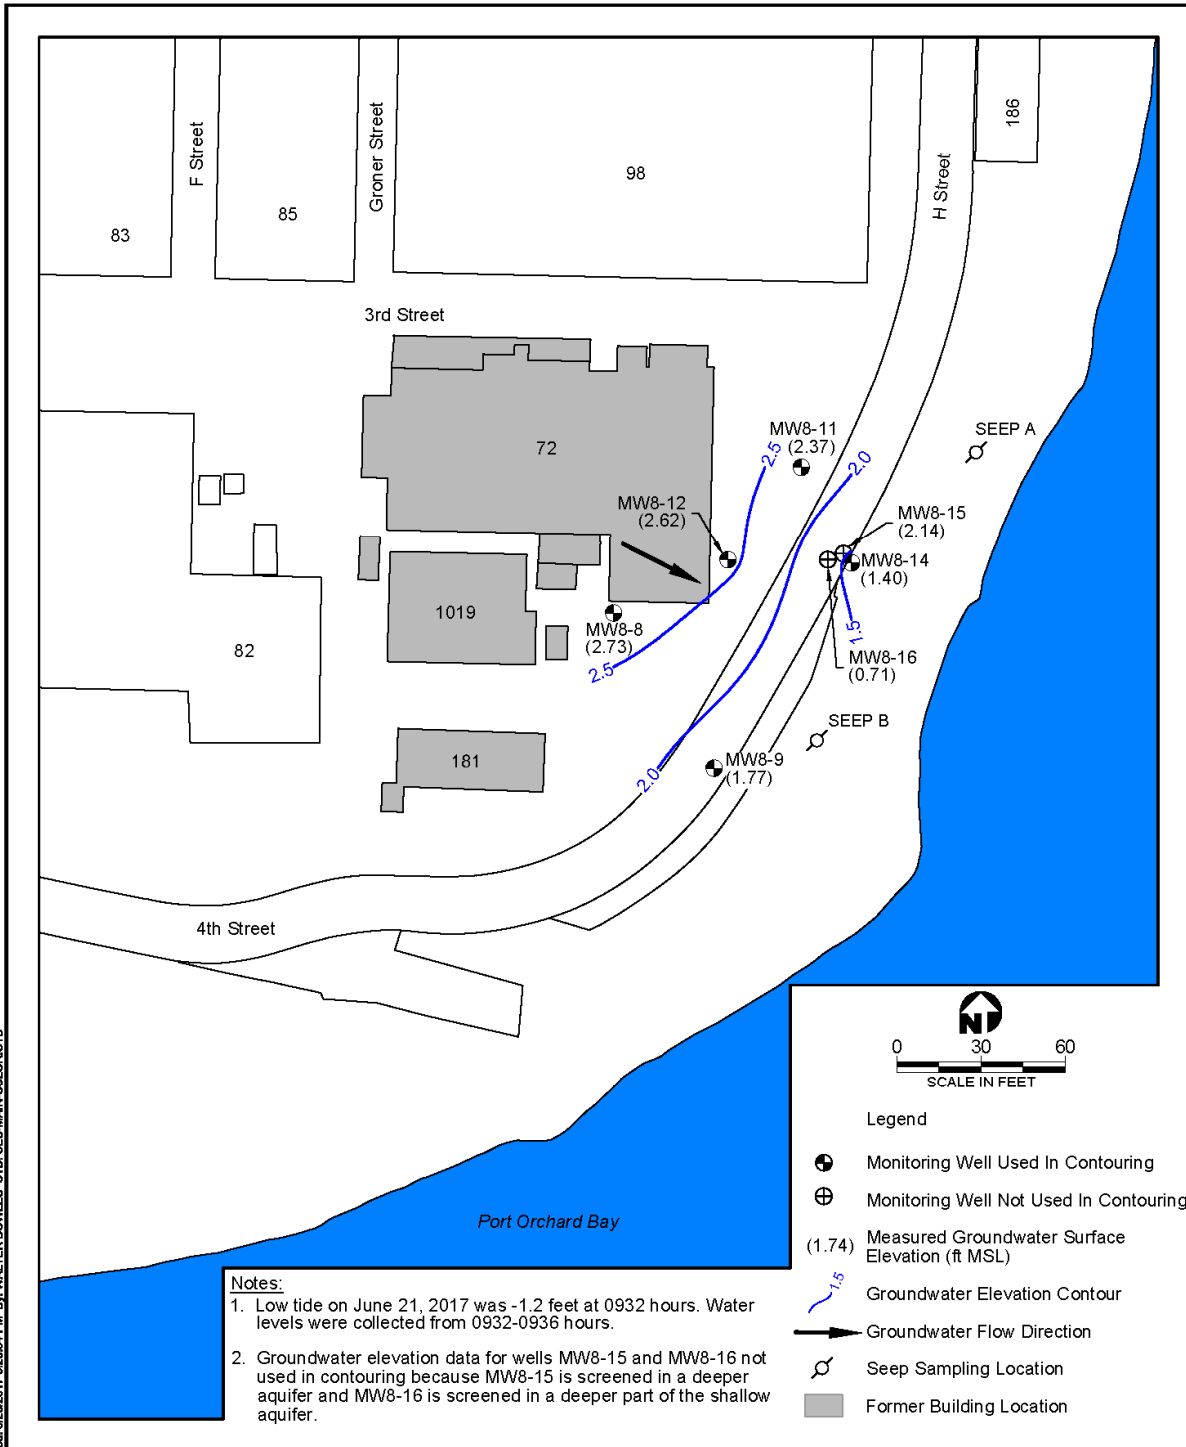 F Street
Groner Street
H Street
186
98
85
83
3rd Street
72
MW8-11
(2.37)
SEEP A
2.5
2.0
MW8-12
(2.62)
MW8-15
(2.14)
MW8-14
(1.40)
1019
MW8-8
(2.73)
2.5
82
1.5
MW8-16
(0.71)
SEEP B
181
MW8-9
(1.77)
2.0
4th Street
Port Orchard Bay
N
0 30 60
SCALE IN FEET
Legend
Monitoring Well Used In Contouring
Monitoring Well Not Used In Contouring
(1.74) Measured Groundwater Surface
Elevation (ft MSL)
1.5
Groundwater Elevation Contour
Groundwater Flow Direction
Seep Sampling Location
Former Building Location
Notes:
1. Low tide on June 21, 2017 was -1.2 feet at 0932 hours. Water
levels were collected from 0932-0936 hours.
2. Groundwater elevation data for wells MW8-15 and MW8-16 not
used in contouring because MW8-15 is screened in a deeper
aquifer and MW8-16 is screened in a deeper part of the shallow
aquifer.